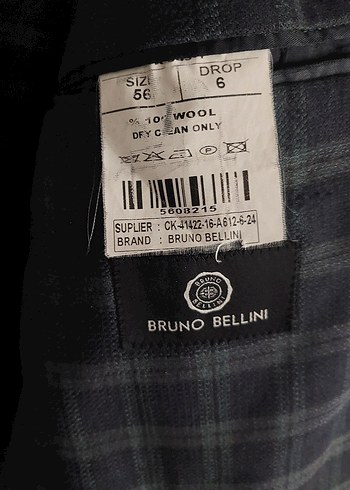 SIZE DROP
56 6
% 10 WOOL
DRY CLEAN ONLY
P
5608215
SUPLIER : CK-41422-16-A612-6-24
BRAND : BRUNO BELLINI
BRUNO
BELLINI
BRUNO BELLINI